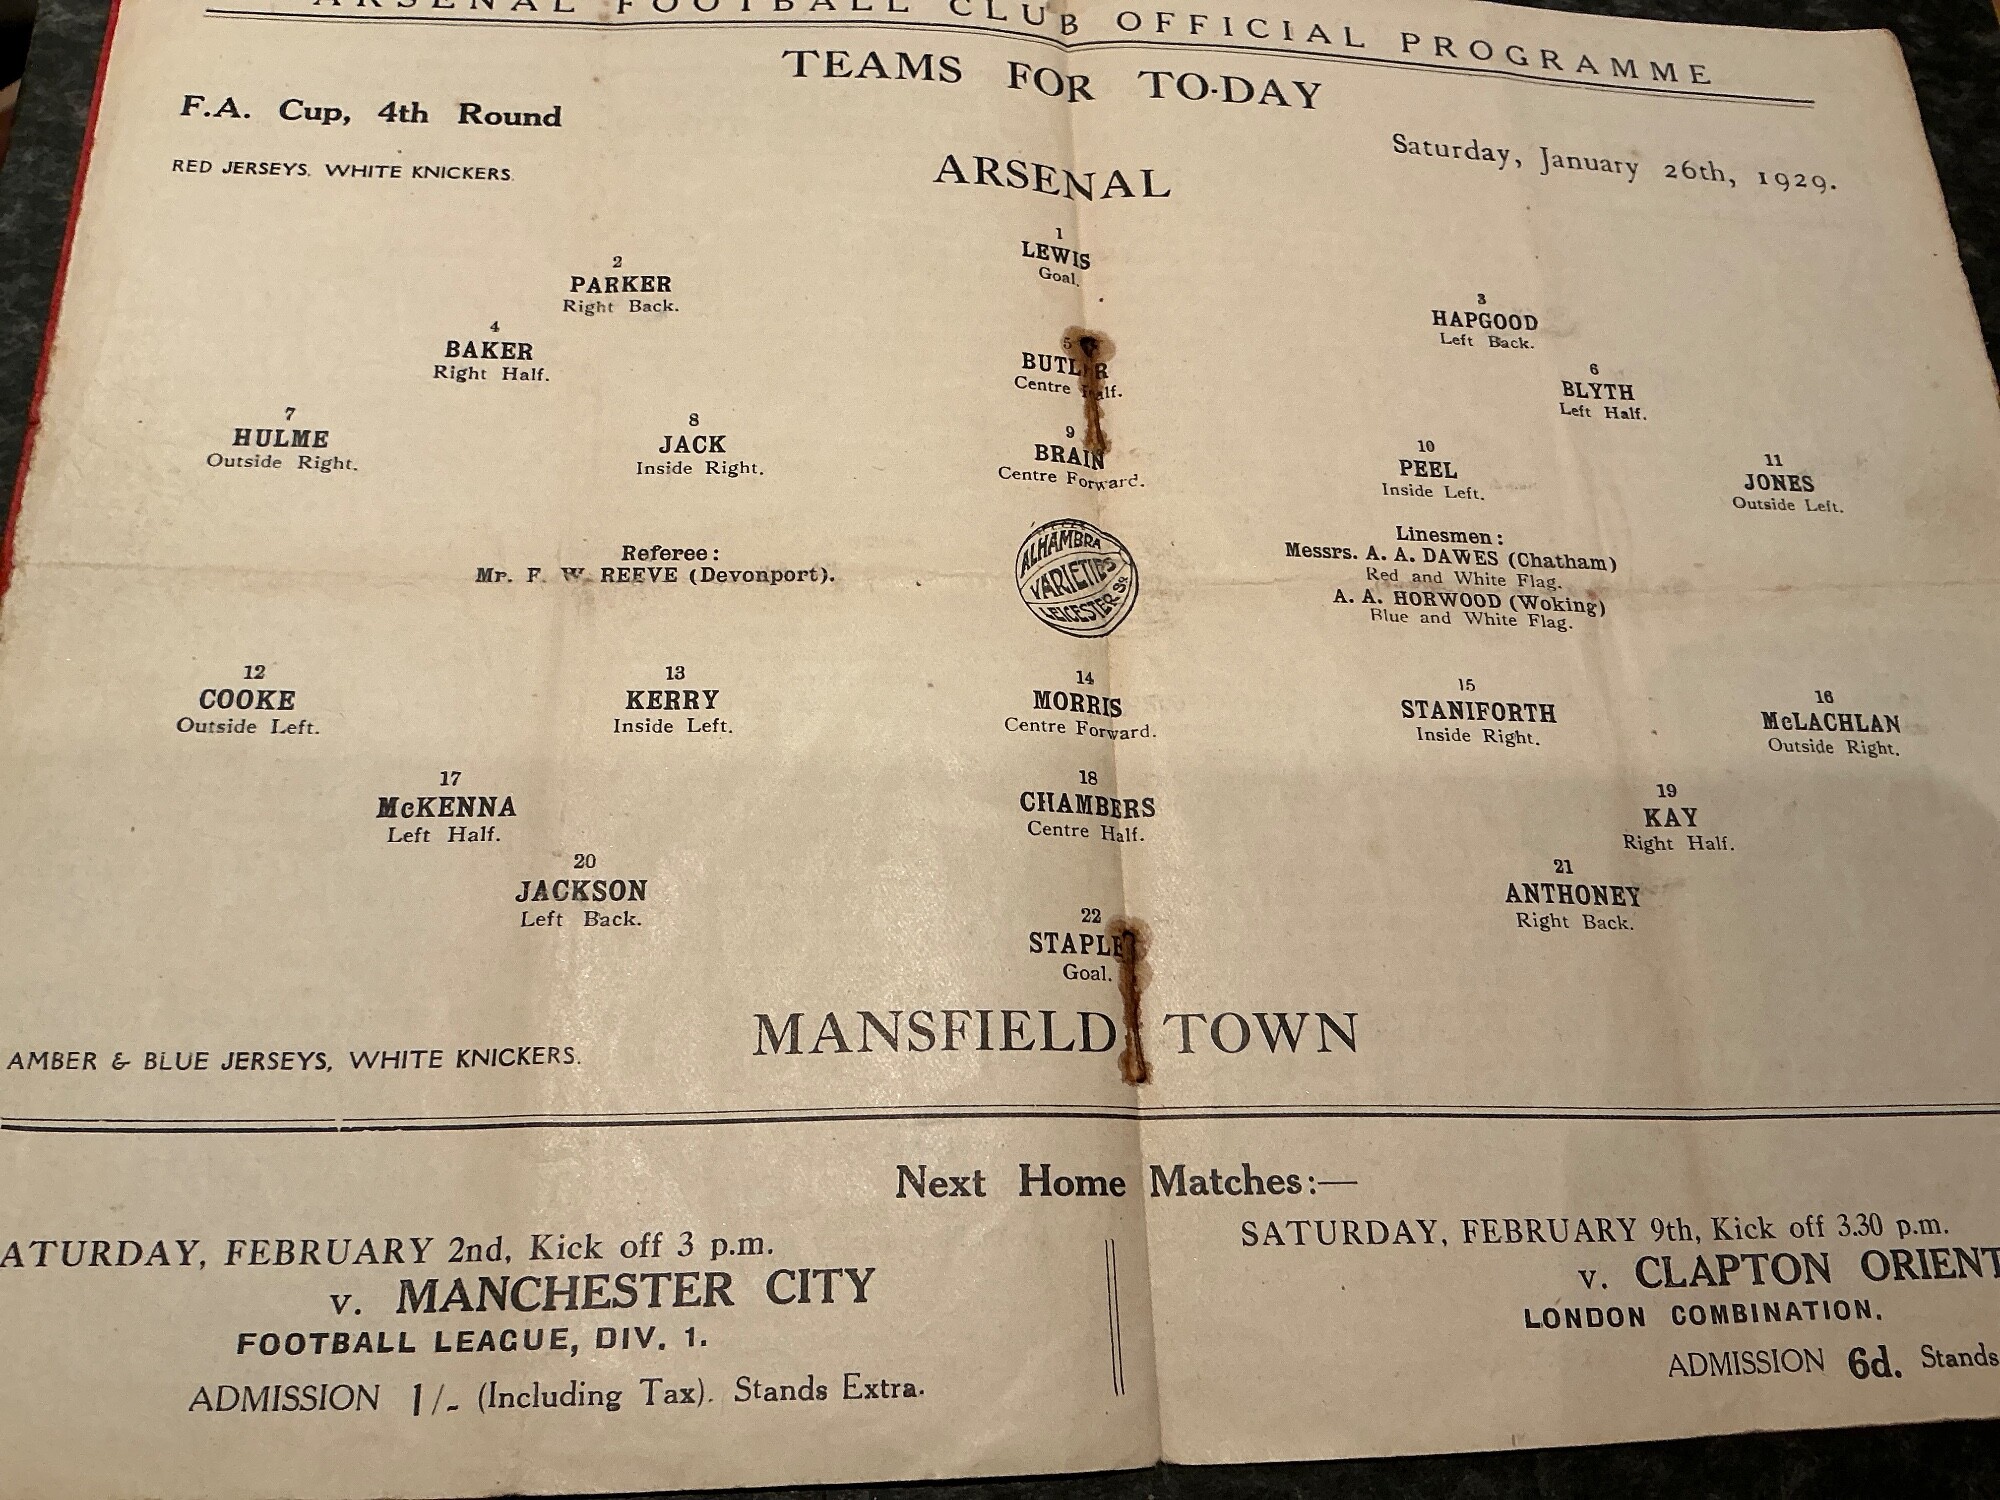 ARSENAL FOOTBALL CLUB OFFICIAL PROGRAMME
TEAMS FOR TO-DAY
F.A. Cup, 4th Round
Saturday, January 26th, 1929.
RED JERSEYS. WHITE KNICKERS.
ARSENAL
1
LEWIS
Goal.
2
PARKER
Right Back.
3
HAPGOOD
Left Back.
4
BAKER
Right Half.
5
BUTLER
Centre Half.
6
BLYTH
Left Half.
7
HULME
Outside Right.
8
JACK
Inside Right.
9
BRAIN
Centre Forward.
10
PEEL
Inside Left.
11
JONES
Outside Left.
Referee:
Mr. F. W. REEVE (Devonport).
ALHAMBRA
VARIETIES
LEICESTER SQ
Linesmen:
Messrs. A. A. DAWES (Chatham)
Red and White Flag.
A. A. HORWOOD (Woking)
Blue and White Flag.
12
COOKE
Outside Left.
13
KERRY
Inside Left.
14
MORRIS
Centre Forward.
15
STANIFORTH
Inside Right.
16
McLACHLAN
Outside Right.
17
McKENNA
Left Half.
18
CHAMBERS
Centre Half.
19
KAY
Right Half.
20
JACKSON
Left Back.
21
ANTHONEY
Right Back.
22
STAPLE
Goal.
MANSFIELD TOWN
AMBER & BLUE JERSEYS, WHITE KNICKERS.
Next Home Matches:—
ATURDAY, FEBRUARY 2nd, Kick off 3 p.m.
v. MANCHESTER CITY
FOOTBALL LEAGUE, DIV. 1.
ADMISSION 1/- (Including Tax). Stands Extra.
SATURDAY, FEBRUARY 9th, Kick off 3.30 p.m.
v. CLAPTON ORIENT
LONDON COMBINATION.
ADMISSION 6d. Stands